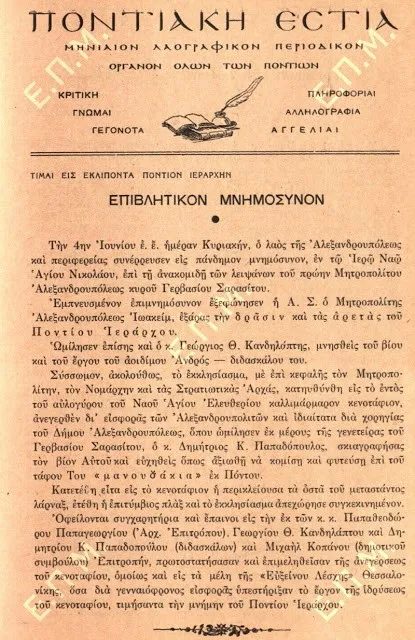 ΠΟΝΤΙΑΚΗ ΕΣΤΙΑ
ΜΗΝΙΑΙΟΝ ΛΑΟΓΡΑΦΙΚΟΝ ΠΕΡΙΟΔΙΚΟΝ
ΟΡΓΑΝΟΝ ΟΛΩΝ ΤΩΝ ΠΟΝΤΙΩΝ
ΚΡΙΤΙΚΗ
ΓΝΩΜΑΙ
ΓΕΓΟΝΟΤΑ
ΠΛΗΡΟΦΟΡΙΑΙ
ΑΛΛΗΛΟΓΡΑΦΙΑ
ΑΓΓΕΛΙΑΙ
ΤΙΜΑΙ ΕΙΣ ΕΚΛΙΠΟΝΤΑ ΠΟΝΤΙΟΝ ΙΕΡΑΡΧΗΝ
ΕΠΙΒΛΗΤΙΚΟΝ ΜΝΗΜΟΣΥΝΟΝ
Τὴν 4ην Ἰουνίου ἐ. ἔ. ἡμέραν Κυριακήν, ὁ λαὸς τῆς Ἀλεξανδρουπόλεως
καὶ περιφερείας συνέρρευσεν εἰς πάνδημον μνημόσυνον, ἐν τῷ Ἱερῷ Ναῷ
Ἁγίου Νικολάου, ἐπὶ τῇ ἀνακομιδῇ τῶν λειψάνων τοῦ πρώην Μητροπολίτου
Ἀλεξανδρουπόλεως κυροῦ Γερβασίου Σαρασίτου.
Ἐμπνευσμένον ἐπιμνημόσυνον ἐξεφώνησεν ἡ Α. Σ. ὁ Μητροπολίτης
Ἀλεξανδρουπόλεως Ἰωακείμ, ἐξάρας τὴν δρᾶσιν καὶ τὰς ἀρετὰς τοῦ
Ποντίου Ἱεράρχου.
Ὡμίλησεν ἐπίσης καὶ ὁ κ. Γεώργιος Θ. Κανδηλάπτης, μνησθεὶς τοῦ βίου
καὶ τοῦ ἔργου τοῦ ἀοιδίμου Ἀνδρός — διδασκάλου του.
Σύσσωμον, ἀκολούθως, τὸ ἐκκλησίασμα, μὲ ἐπὶ κεφαλῆς τὸν Μητροπο-
λίτην, τὸν Νομάρχην καὶ τὰς Στρατιωτικὰς Ἀρχάς, κατηυθύνθη εἰς τὸ ἐντὸς
τοῦ αὐλογύρου τοῦ Ναοῦ Ἁγίου Ἐλευθερίου καλλιμάρμαρον κενοτάφιον,
ἀνεγερθὲν δι' εἰσφορᾶς τῶν Ἀλεξανδρουπολιτῶν καὶ ἰδιαίτατα διὰ χορηγίας
τοῦ Δήμου Ἀλεξανδρουπόλεως, ὅπου ὡμίλησεν ἐκ μέρους τῆς γενετείρας τοῦ
Γερβασίου Σαρασίτου, ὁ κ. Δημήτριος Κ. Παπαδόπουλος, σκιαγραφήσας
τὸν βίον Αὐτοῦ καὶ εὐχηθεὶς ὅπως ἀξιωθῇ νὰ κομίσῃ καὶ φυτεύσῃ ἐπὶ τοῦ
τάφου Του «μανουσάκια» ἐκ Πόντου.
Κατετέθη εἶτα εἰς τὸ κενοτάφιον ἡ περικλείουσα τὰ ὀστᾶ τοῦ μεταστάντος
λάρναξ, ἐτέθη ἡ ἐπιτύμβιος πλὰξ καὶ τὸ ἐκκλησίασμα ἀπεχώρησε συγκεκινημένον.
Ὀφείλονται συγχαρητήρια καὶ ἔπαινοι εἰς τὴν ἐκ τῶν κ. κ. Παπαθεοδώ-
ρου Παπαγεωργίου (Ἀρχ. Ἐπιτρόπου), Γεωργίου Θ. Κανδηλάπτου καὶ Δη-
μητρίου Κ. Παπαδοπούλου (διδασκάλων) καὶ Μιχαὴλ Κοπάνου (δημοτικοῦ
συμβούλου) Ἐπιτροπήν, πρωτοστατήσασαν καὶ ἐπιμεληθεῖσαν τῆς ἀνεγέρσεως
τοῦ κενοταφίου, ὁμοίως καὶ εἰς τὰ μέλη τῆς «Εὐξείνου Λέσχης» Θεσσαλο-
νίκης, ὅσα διὰ γενναιόφρονος εἰσφορᾶς ὑπεστήριξαν τὸ ἔργον τῆς ἱδρύσεως
τοῦ κενοταφίου, τιμήσαντα τὴν μνήμην τοῦ Ποντίου Ἱεράρχου.
Ε.Π.Μ.
Ε.Π.Μ.
Ε.Π.Μ.
Ε.Π.Μ.
Ε.Π.Μ.